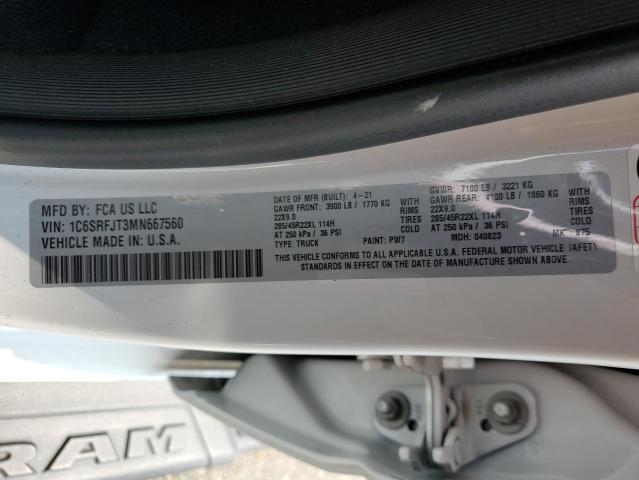 MFD BY: FCA US LLC
VIN: 1C6SRFJT3MN667560
VEHICLE MADE IN U.S.A.
DATE OF MFR (BUILT): 4-21
GAWR FRONT: 3900 LB / 1770 KG
22X9.0 RIMS
285/45R22XL 114H TIRES
AT 250 kPa / 36 PSI
TYPE: TRUCK
PAINT: PW7
GVWR: 7100 LB / 3221 KG
GAWR REAR: 4100 LB / 1860 KG
22X9.0 RIMS
285/45R22XL 114H TIRES
AT 250 kPa / 36 PSI
MDH: 040823
MK: 875
THIS VEHICLE CONFORMS TO ALL APPLICABLE U.S.A. FEDERAL MOTOR VEHICLE SAFETY
STANDARDS IN EFFECT ON THE DATE OF MANUFACTURE SHOWN ABOVE.
RAM